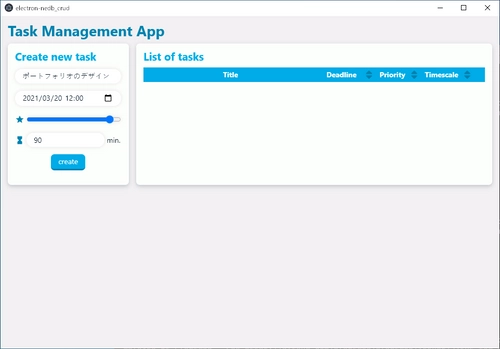 electron-nedb_crud
Task Management App
Create new task
ポートフォリオのデザイン
2021/03/20 12:00
90 min.
create
List of tasks
Title Deadline Priority Timescale